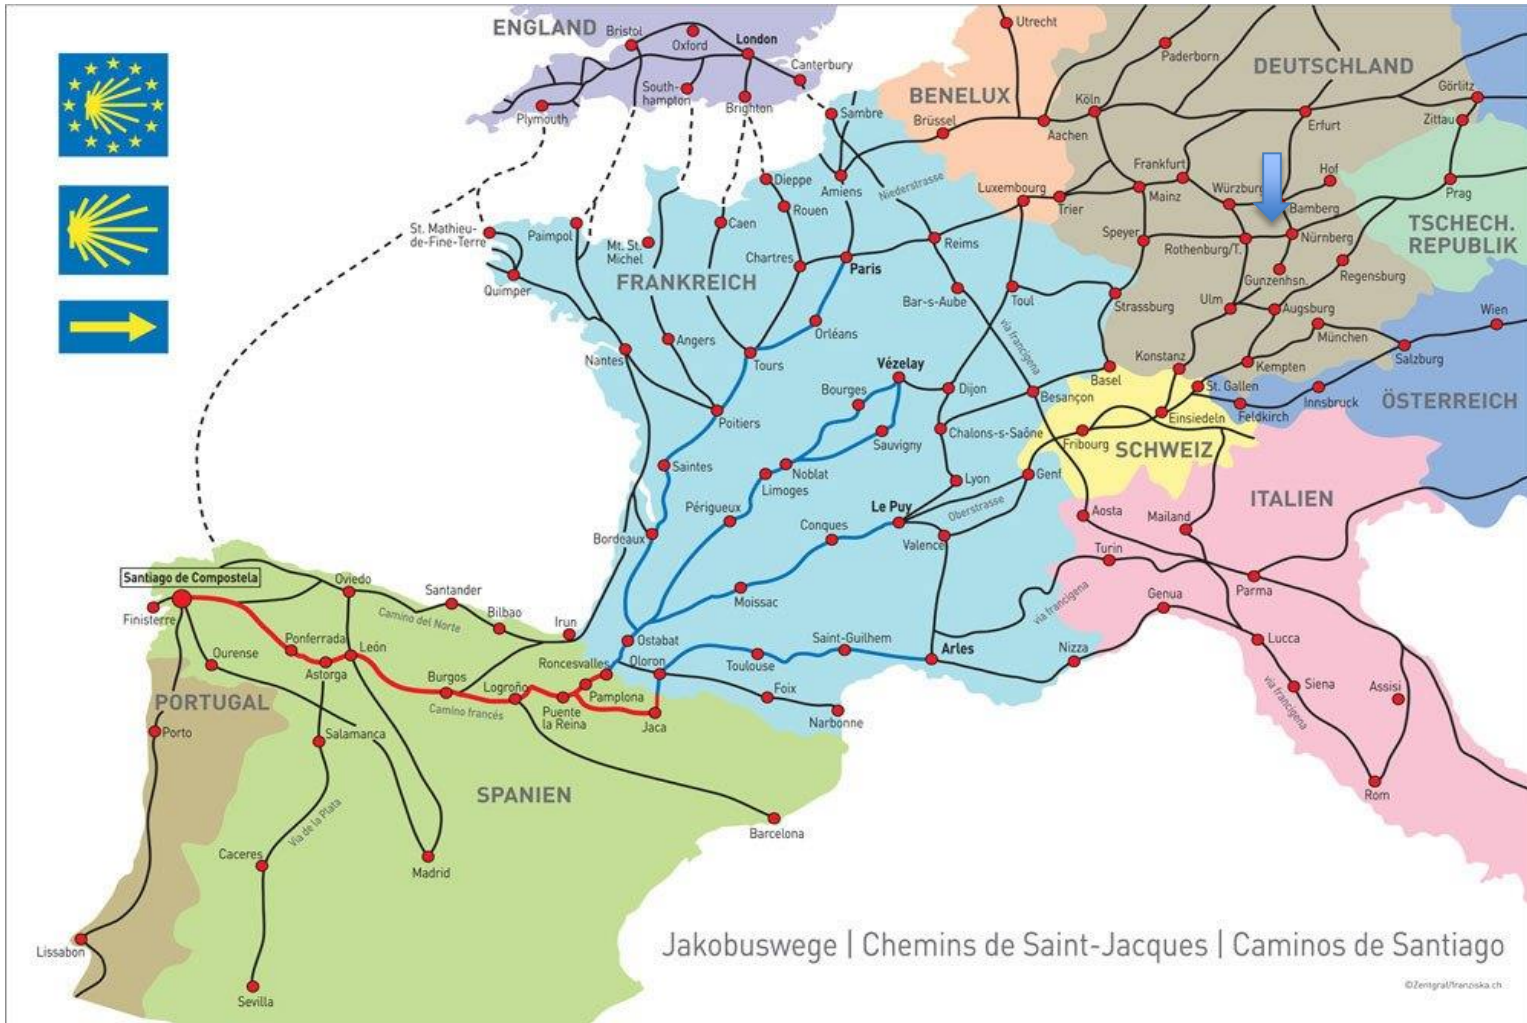 ENGLAND
Bristol
Oxford
London
Canterbury
South-
hampton
Brighton
Plymouth
Utrecht
Paderborn
DEUTSCHLAND
BENELUX
Köln
Görlitz
Brüssel
Aachen
Erfurt
Zittau
Sambre
Frankfurt
Hof
Amiens
Niederstrasse
Luxembourg
Trier
Mainz
Würzburg
Bamberg
Prag
TSCHECH.
REPUBLIK
Dieppe
Rouen
Caen
St. Mathieu-
de-Fine-Terre
Paimpol
Mt. St.
Michel
Quimper
FRANKREICH
Chartres
Paris
Reims
Speyer
Rothenburg/T.
Nürnberg
Gunzenhsn.
Regensburg
Bar-s-Aube
Toul
Strassburg
Ulm
Augsburg
München
Wien
Salzburg
Orléans
Angers
Nantes
Tours
via francigena
Vézelay
Bourges
Dijon
Besançon
Basel
Konstanz
Kempten
St. Gallen
Feldkirch
Innsbruck
ÖSTERREICH
Poitiers
Sauvigny
Chalons-s-Saône
Fribourg
Einsiedeln
SCHWEIZ
Saintes
Noblat
Limoges
Lyon
Genf
ITALIEN
Périgueux
Le Puy
Oberstrasse
Conques
Valence
Aosta
Mailand
Bordeaux
Turin
Parma
Moissac
via francigena
Genua
Santiago de Compostela
Finisterre
Oviedo
Santander
Camino del Norte
Bilbao
Irun
Ostabat
Saint-Guilhem
Arles
Nizza
Lucca
Ponferrada
León
Ourense
Astorga
Roncesvalles
Oloron
Toulouse
Foix
Narbonne
Burgos
Logroño
Camino francés
Puente
la Reina
Pamplona
Jaca
Siena
Assisi
via francigena
PORTUGAL
Porto
Salamanca
SPANIEN
Rom
Via de la Plata
Barcelona
Caceres
Madrid
Lissabon
Sevilla
Jakobuswege | Chemins de Saint-Jacques | Caminos de Santiago
©Zentgraf/franziska.ch